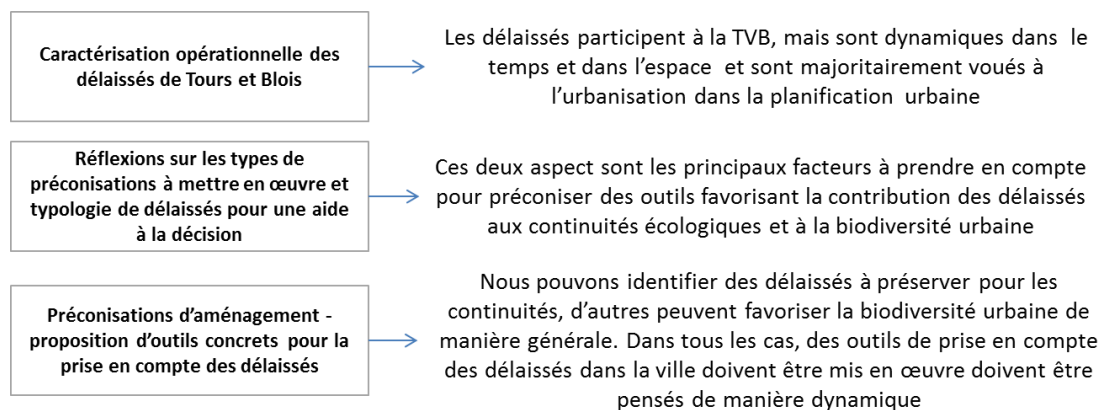 Caractérisation opérationnelle des
délaissés de Tours et Blois
Les délaissés participent à la TVB, mais sont dynamiques dans le
temps et dans l’espace et sont majoritairement voués à
l’urbanisation dans la planification urbaine
Réflexions sur les types de
préconisations à mettre en œuvre et
typologie de délaissés pour une aide
à la décision
Ces deux aspect sont les principaux facteurs à prendre en compte
pour préconiser des outils favorisant la contribution des délaissés
aux continuités écologiques et à la biodiversité urbaine
Préconisations d’aménagement -
proposition d’outils concrets pour la
prise en compte des délaissés
Nous pouvons identifier des délaissés à préserver pour les
continuités, d’autres peuvent favoriser la biodiversité urbaine de
manière générale. Dans tous les cas, des outils de prise en compte
des délaissés dans la ville doivent être mis en œuvre doivent être
pensés de manière dynamique